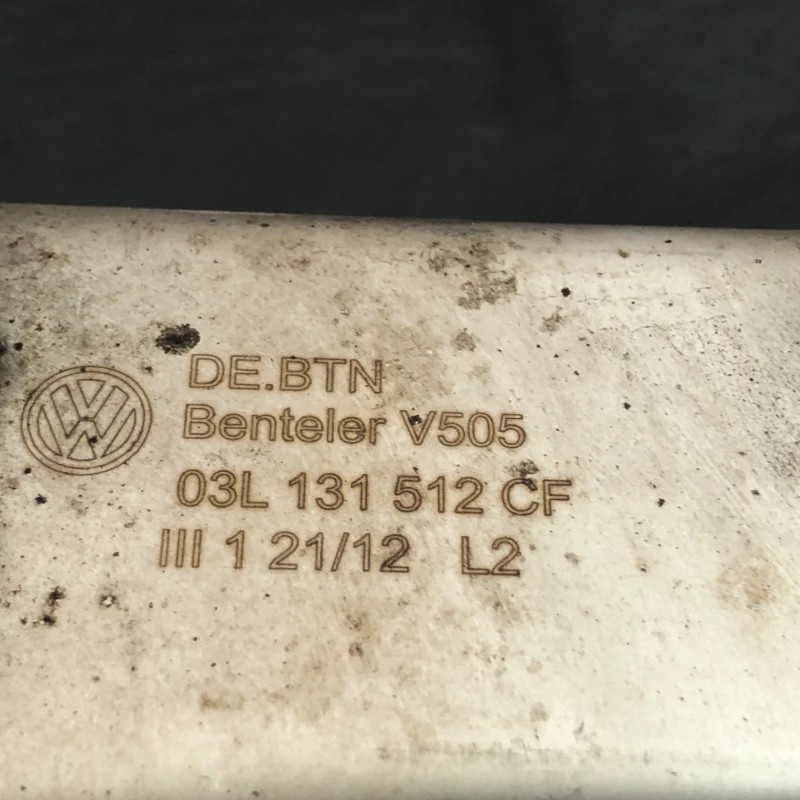 DE.BTN
Benteler V505
03L 131 512 CF
III 1 21/12 L2